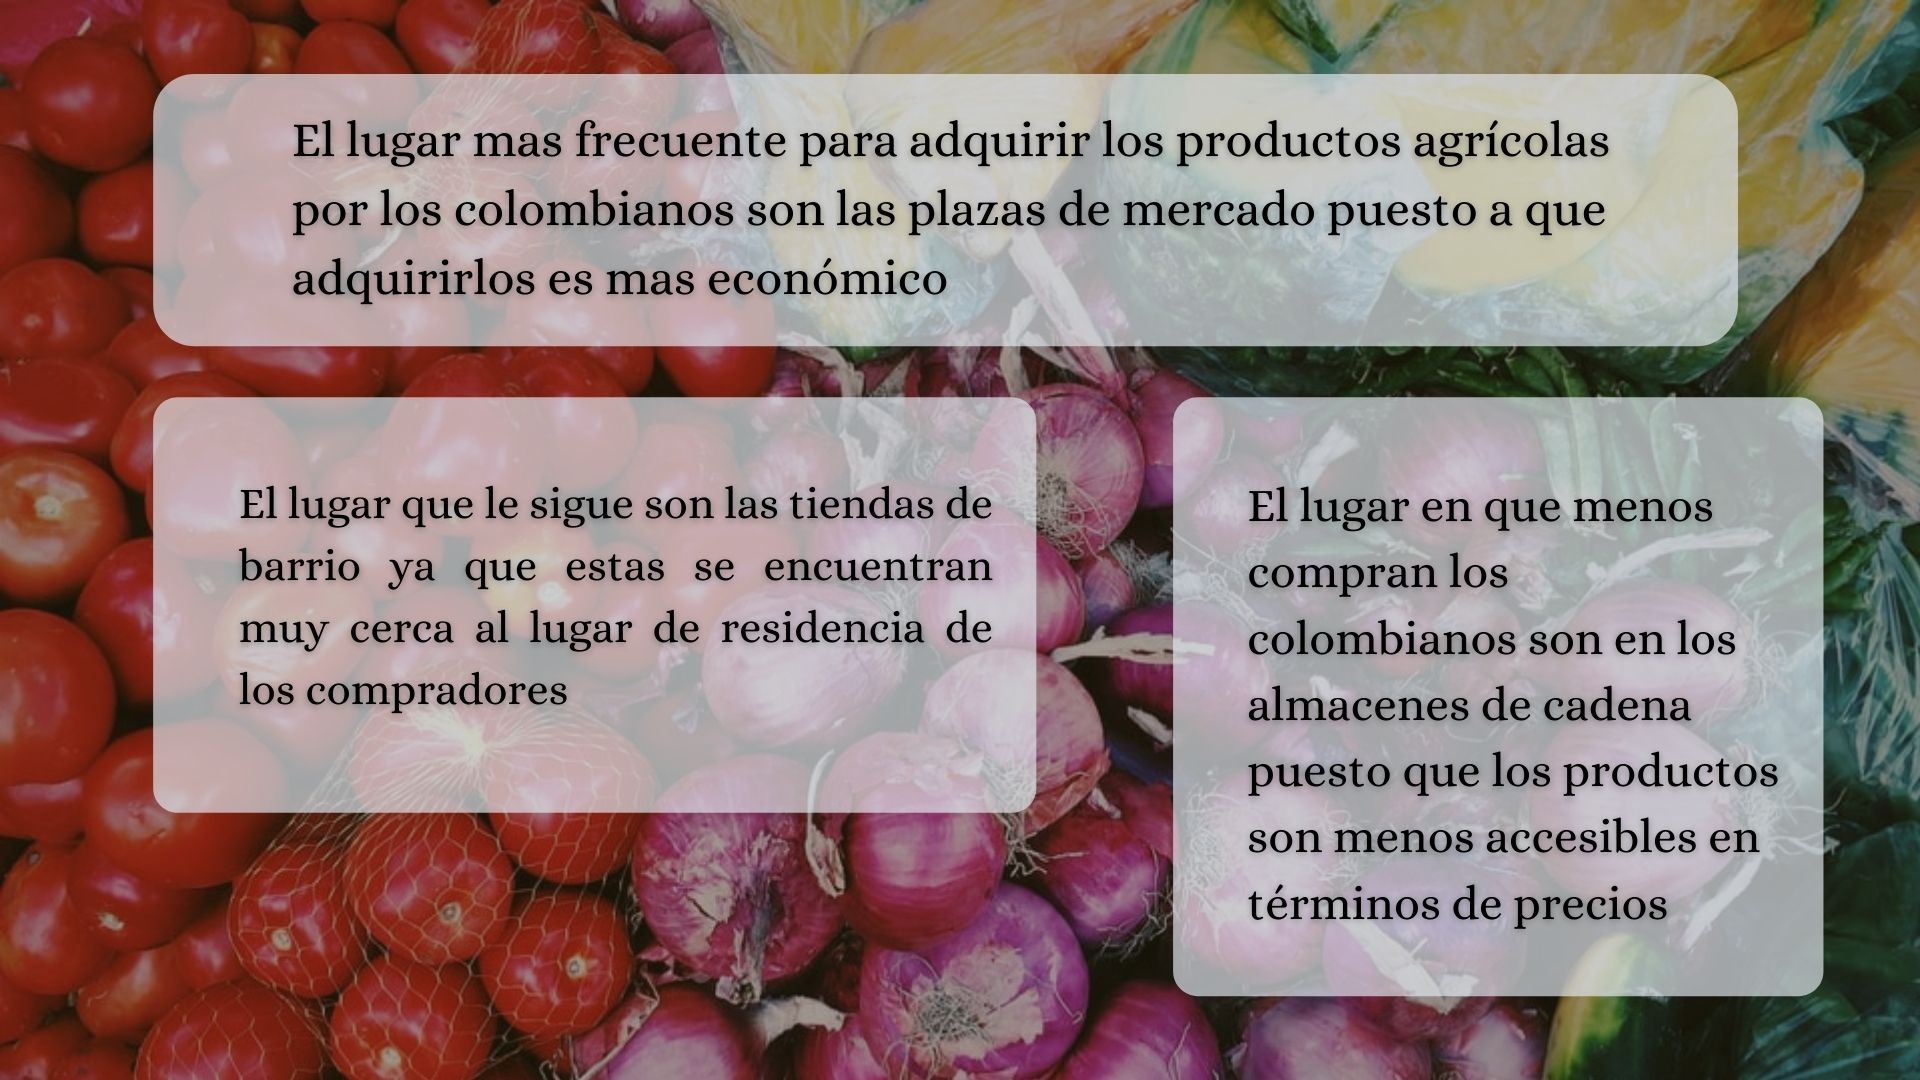 El lugar mas frecuente para adquirir los productos agrícolas
por los colombianos son las plazas de mercado puesto a que
adquirirlos es mas económico
El lugar que le sigue son las tiendas de
barrio ya que estas se encuentran
muy cerca al lugar de residencia de
los compradores
El lugar en que menos
compran los
colombianos son en los
almacenes de cadena
puesto que los productos
son menos accesibles en
términos de precios